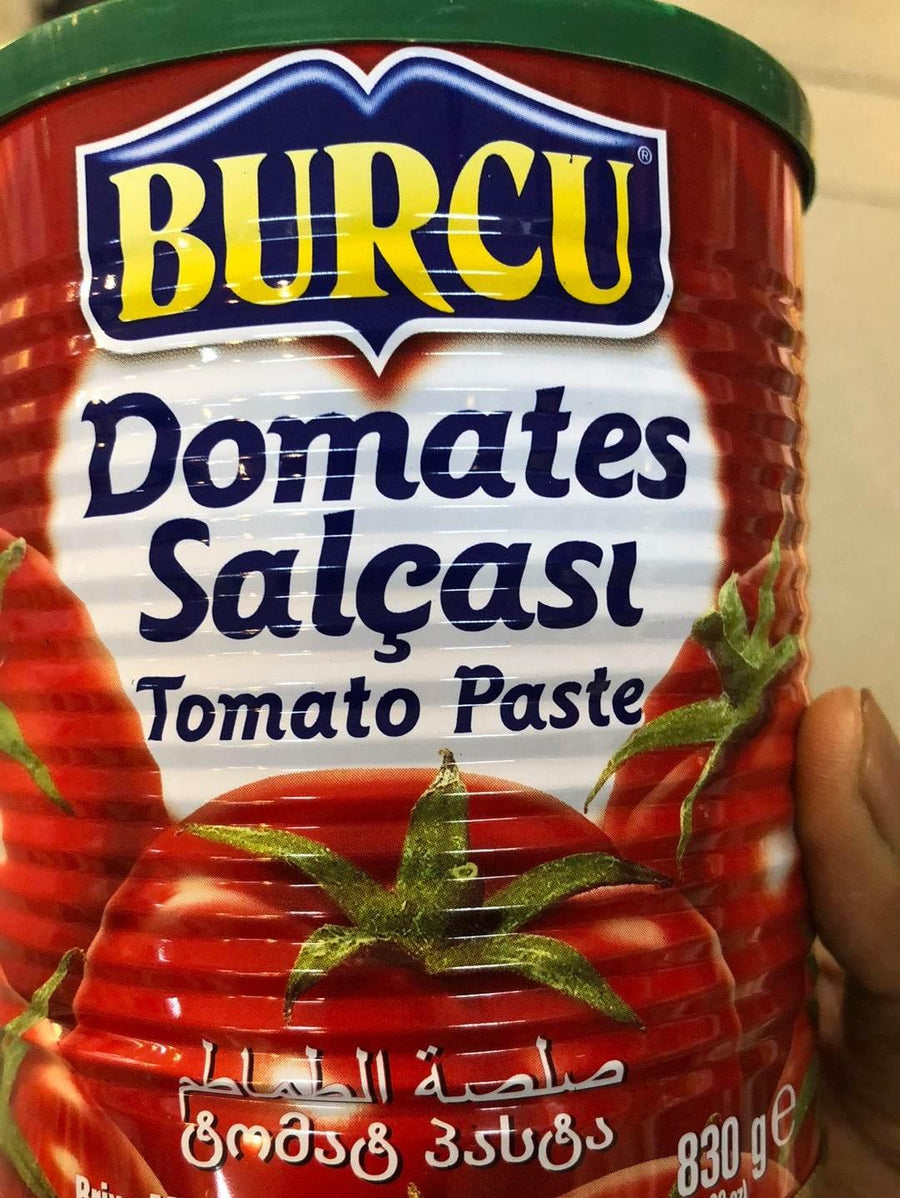 BURCU®
Domates
Salçası
Tomato Paste
صلصة الطماطم
ტომატ პასტა
830 g e